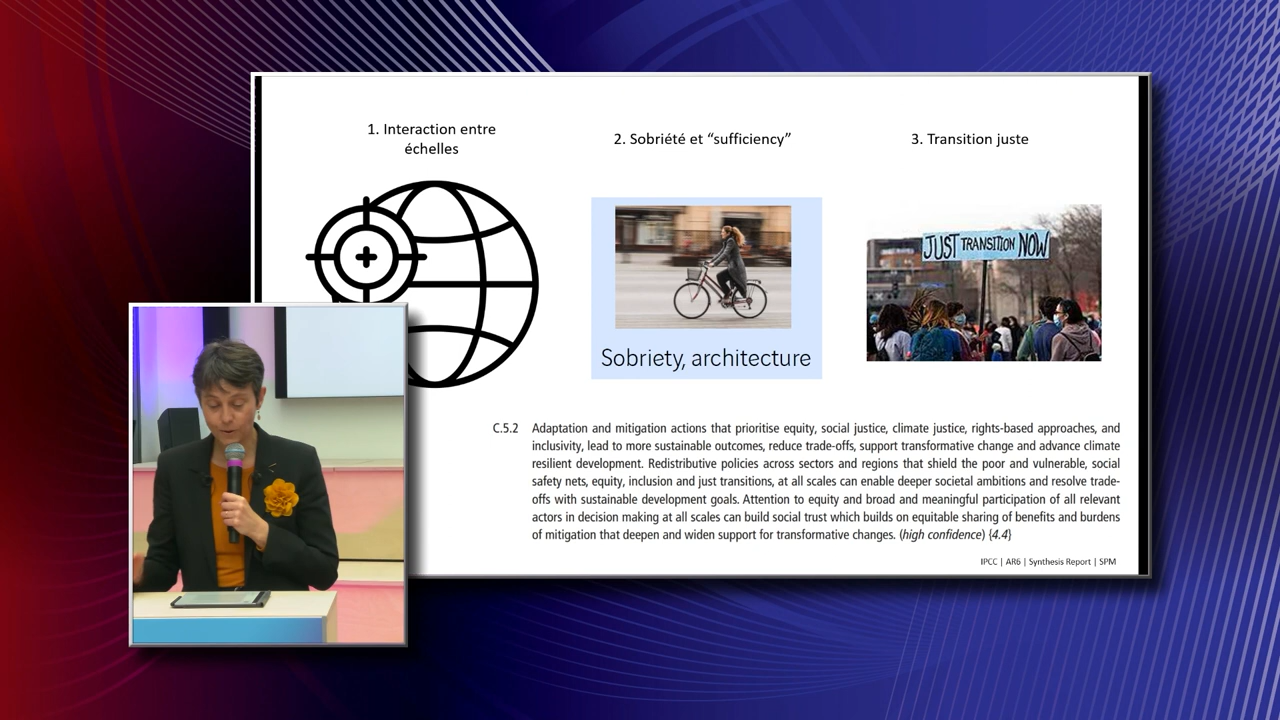 1. Interaction entre
échelles
2. Sobriété et “sufficiency”
3. Transition juste
JUST TRANSITION NOW
Sobriety, architecture
C.5.2 Adaptation and mitigation actions that prioritise equity, social justice, climate justice, rights-based approaches, and
inclusivity, lead to more sustainable outcomes, reduce trade-offs, support transformative change and advance climate
resilient development. Redistributive policies across sectors and regions that shield the poor and vulnerable, social
safety nets, equity, inclusion and just transitions, at all scales can enable deeper societal ambitions and resolve trade-
offs with sustainable development goals. Attention to equity and broad and meaningful participation of all relevant
actors in decision making at all scales can build social trust which builds on equitable sharing of benefits and burdens
of mitigation that deepen and widen support for transformative changes. (high confidence) {4.4}
IPCC | AR6 | Synthesis Report | SPM